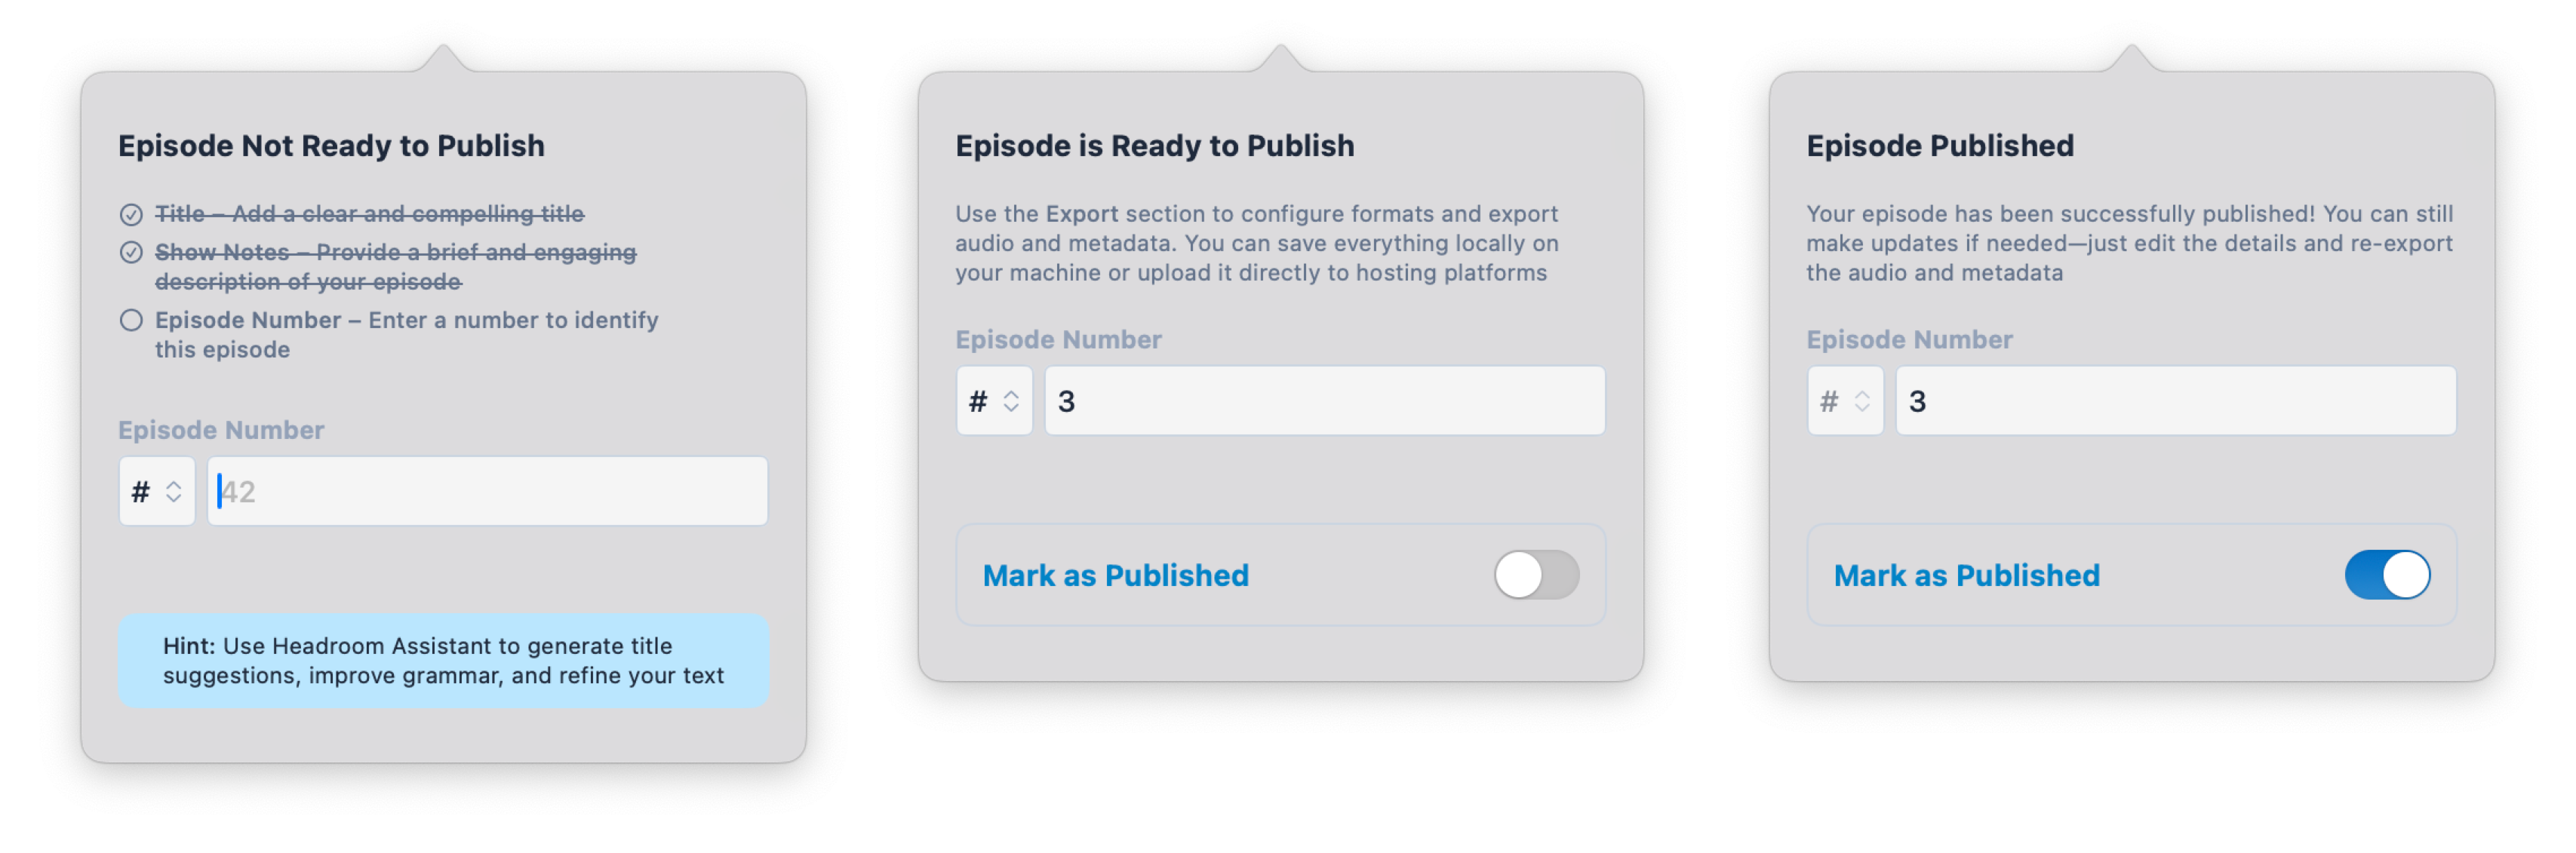 Episode Not Ready to Publish
Title – Add a clear and compelling title
Show Notes – Provide a brief and engaging
description of your episode
Episode Number – Enter a number to identify
this episode
Episode Number
# 42
Hint: Use Headroom Assistant to generate title
suggestions, improve grammar, and refine your text
Episode is Ready to Publish
Use the Export section to configure formats and export
audio and metadata. You can save everything locally on
your machine or upload it directly to hosting platforms
Episode Number
# 3
Mark as Published
Episode Published
Your episode has been successfully published! You can still
make updates if needed—just edit the details and re-export
the audio and metadata
Episode Number
# 3
Mark as Published